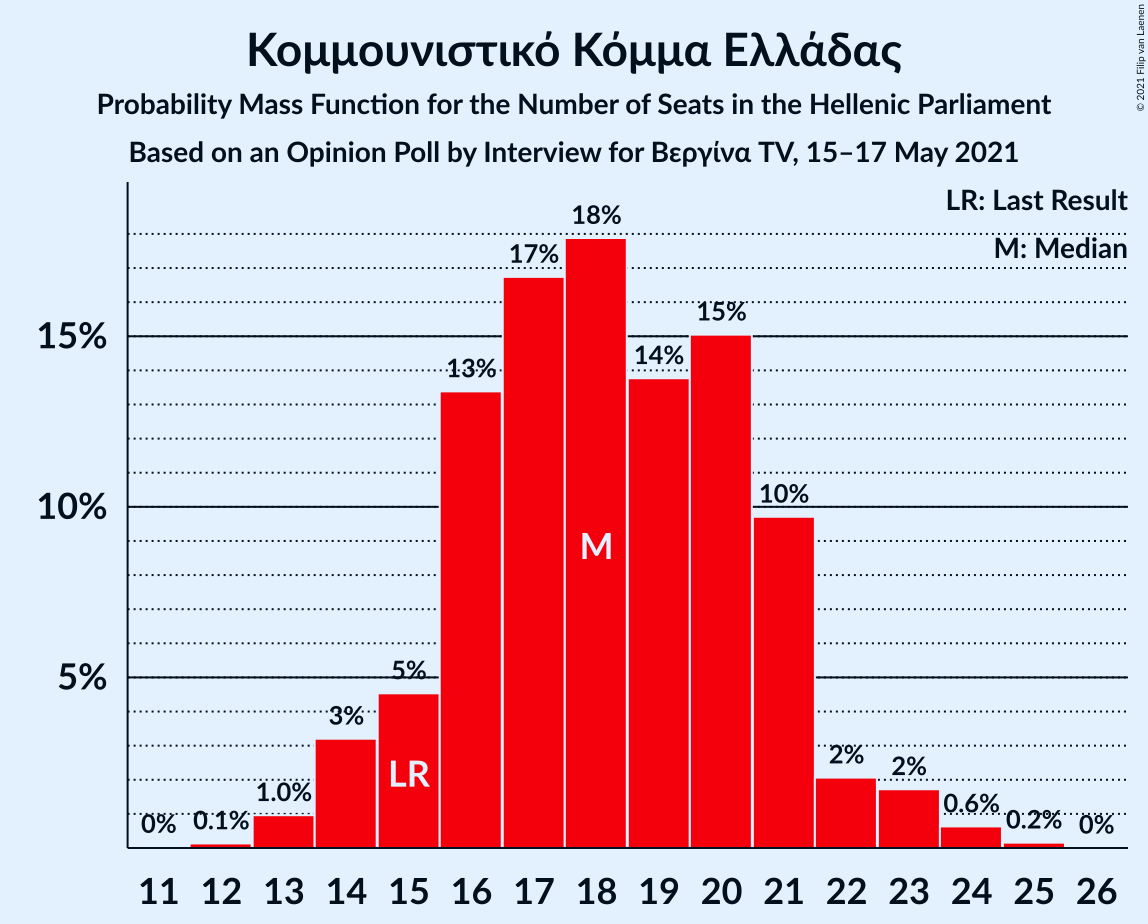 © 2021 Filip van Laenen
Κομμουνιστικό Κόμμα Ελλάδας
Probability Mass Function for the Number of Seats in the Hellenic Parliament
Based on an Opinion Poll by Interview for Βεργίνα TV, 15–17 May 2021
LR: Last Result
M: Median
18%
17%
15%
15%
14%
13%
10%
10%
M
5%
5%
3%
LR
2%
2%
1.0%
0.6%
0% 0.1% 0.2% 0%
11 12 13 14 15 16 17 18 19 20 21 22 23 24 25 26